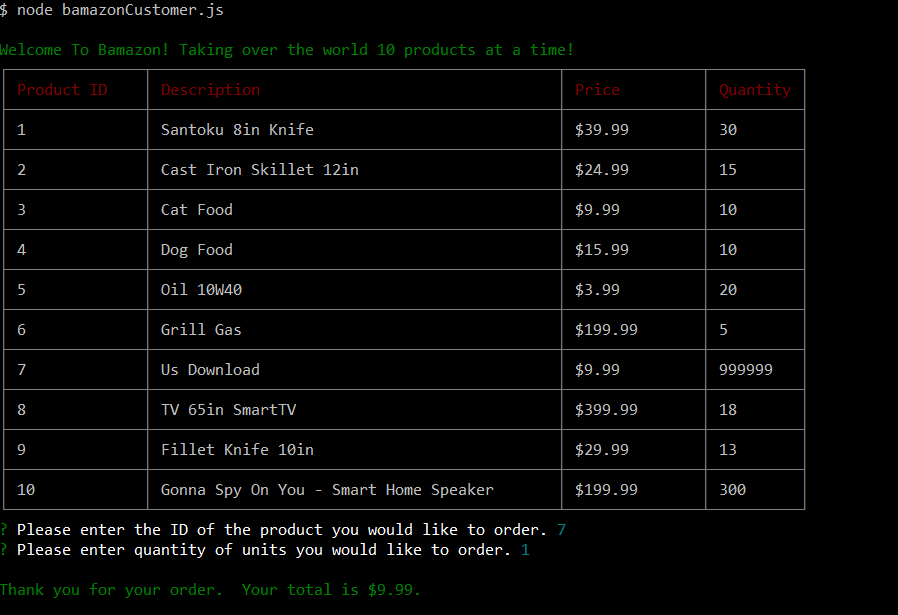 $ node bamazonCustomer.js
Welcome To Bamazon! Taking over the world 10 products at a time!
Product ID Description Price Quantity
1 Santoku 8in Knife $39.99 30
2 Cast Iron Skillet 12in $24.99 15
3 Cat Food $9.99 10
4 Dog Food $15.99 10
5 Oil 10W40 $3.99 20
6 Grill Gas $199.99 5
7 Us Download $9.99 999999
8 TV 65in SmartTV $399.99 18
9 Fillet Knife 10in $29.99 13
10 Gonna Spy On You - Smart Home Speaker $199.99 300
? Please enter the ID of the product you would like to order. 7
? Please enter quantity of units you would like to order. 1
Thank you for your order.  Your total is $9.99.